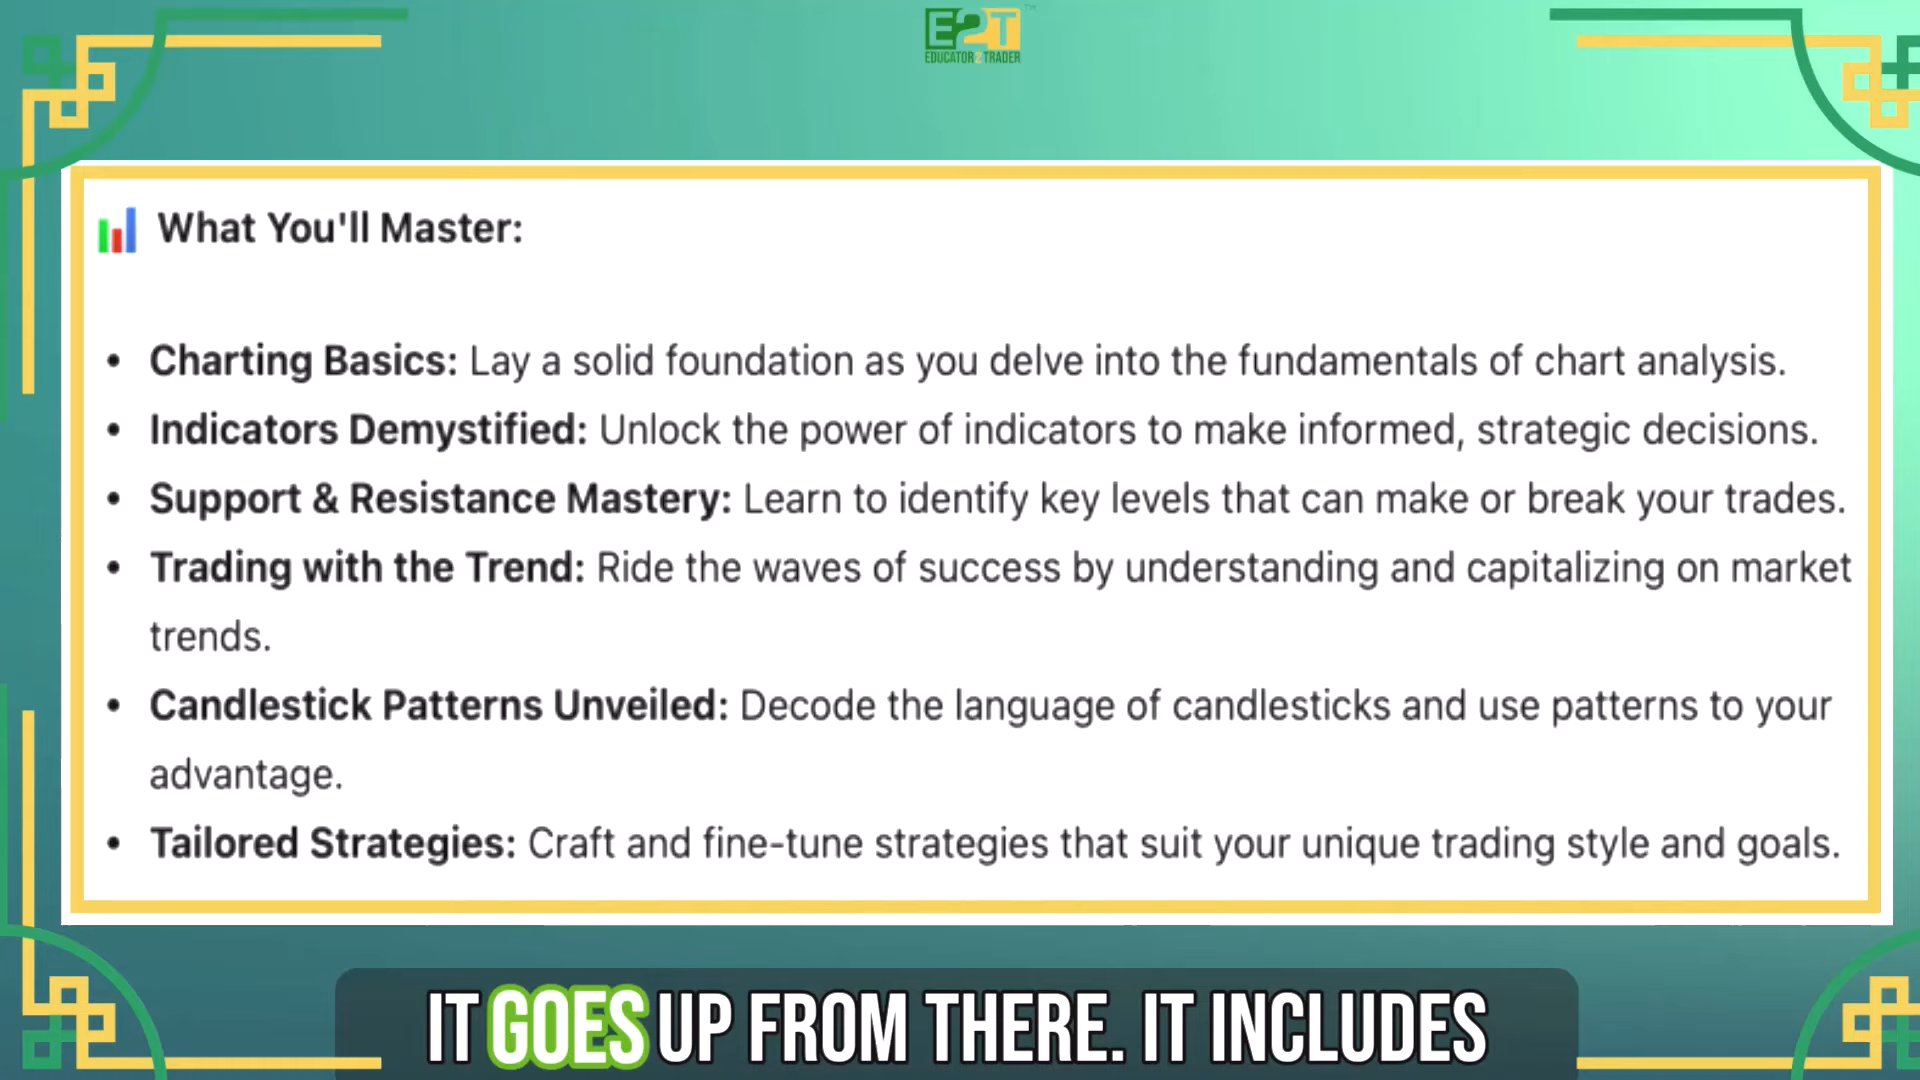 E2T
TM
EDUCATOR2TRADER
What You'll Master:
• Charting Basics: Lay a solid foundation as you delve into the fundamentals of chart analysis.
• Indicators Demystified: Unlock the power of indicators to make informed, strategic decisions.
• Support & Resistance Mastery: Learn to identify key levels that can make or break your trades.
• Trading with the Trend: Ride the waves of success by understanding and capitalizing on market
trends.
• Candlestick Patterns Unveiled: Decode the language of candlesticks and use patterns to your
advantage.
• Tailored Strategies: Craft and fine-tune strategies that suit your unique trading style and goals.
IT GOES UP FROM THERE. IT INCLUDES